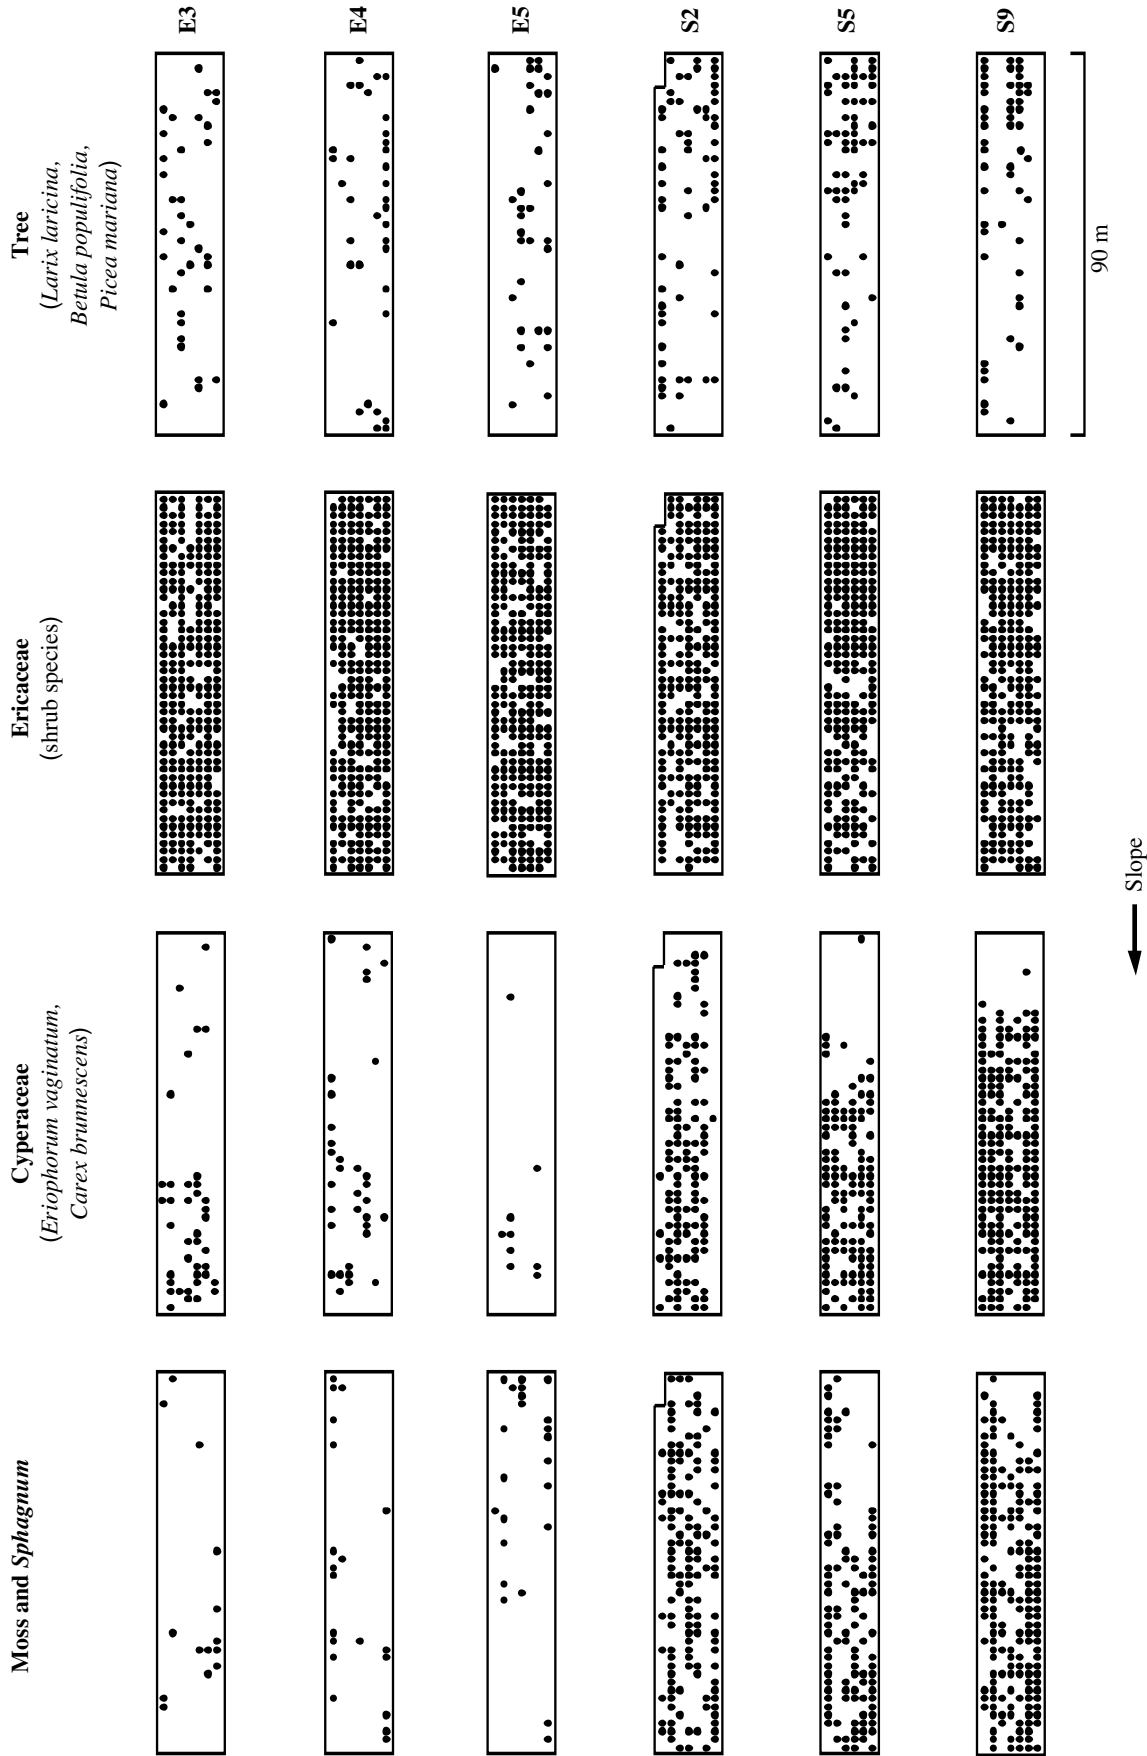 Moss and Sphagnum
Cyperaceae
(Eriophorum vaginatum,
Carex brunnescens)
Ericaceae
(shrub species)
Tree
(Larix laricina,
Betula populifolia,
Picea mariana)
E3
E4
E5
S2
S5
S9
90 m
Slope